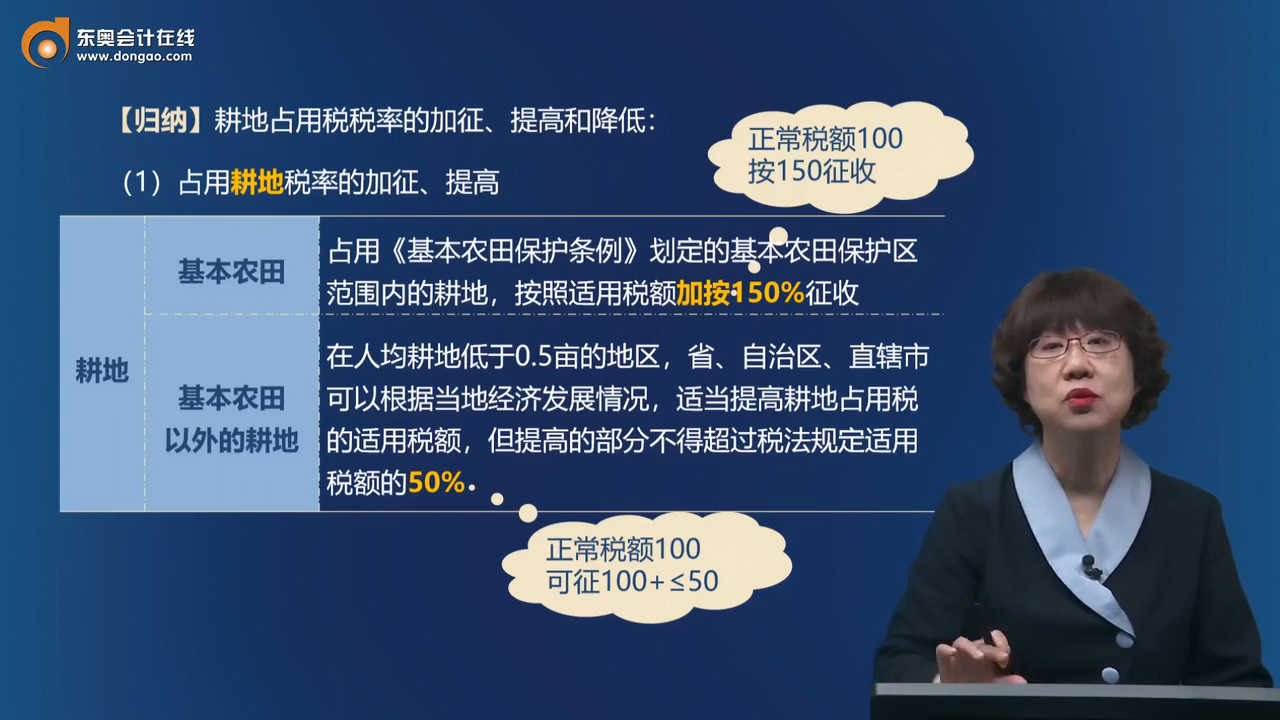 东奥会计在线
www.dongao.com
【归纳】耕地占用税税率的加征、提高和降低：
（1）占用耕地税率的加征、提高
正常税额100
按150征收
耕地
基本农田
占用《基本农田保护条例》划定的基本农田保护区
范围内的耕地，按照适用税额加按150%征收
基本农田
以外的耕地
在人均耕地低于0.5亩的地区，省、自治区、直辖市
可以根据当地经济发展情况，适当提高耕地占用税
的适用税额，但提高的部分不得超过税法规定适用
税额的50%
正常税额100
可征100+≤50